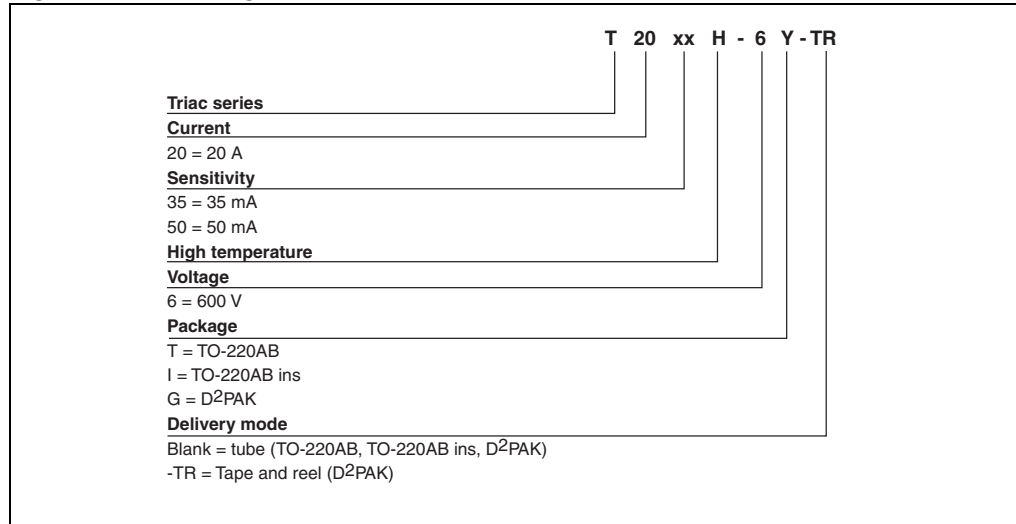 T 20 xx H - 6 Y - TR
Triac series
Current
20 = 20 A
Sensitivity
35 = 35 mA
50 = 50 mA
High temperature
Voltage
6 = 600 V
Package
T = TO-220AB
I = TO-220AB ins
G = D2PAK
Delivery mode
Blank = tube (TO-220AB, TO-220AB ins, D2PAK)
-TR = Tape and reel (D2PAK)